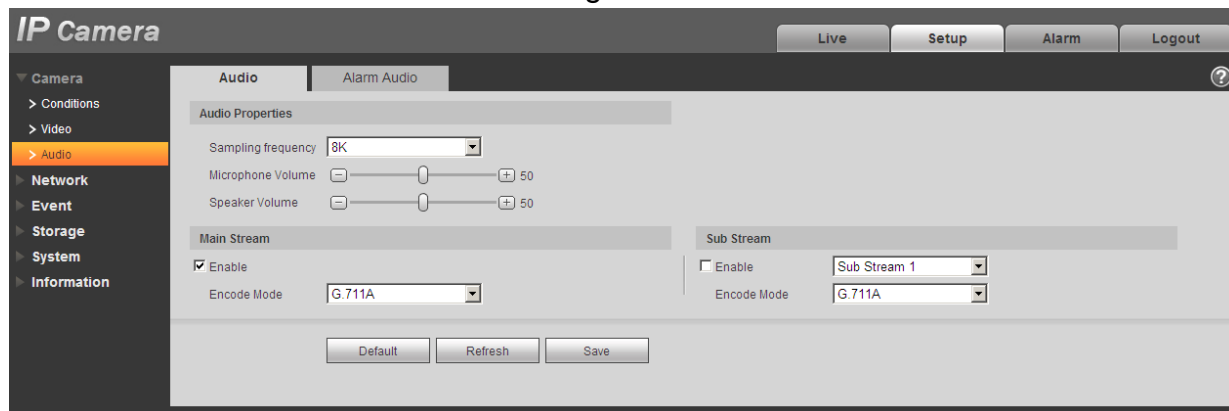 IP Camera
Live
Setup
Alarm
Logout
Camera
> Conditions
> Video
> Audio
Network
Event
Storage
System
Information
Audio
Alarm Audio
?
Audio Properties
Sampling frequency 8K
Microphone Volume - + 50
Speaker Volume - + 50
Main Stream
Enable
Encode Mode G.711A
Sub Stream
Enable Sub Stream 1
Encode Mode G.711A
Default
Refresh
Save